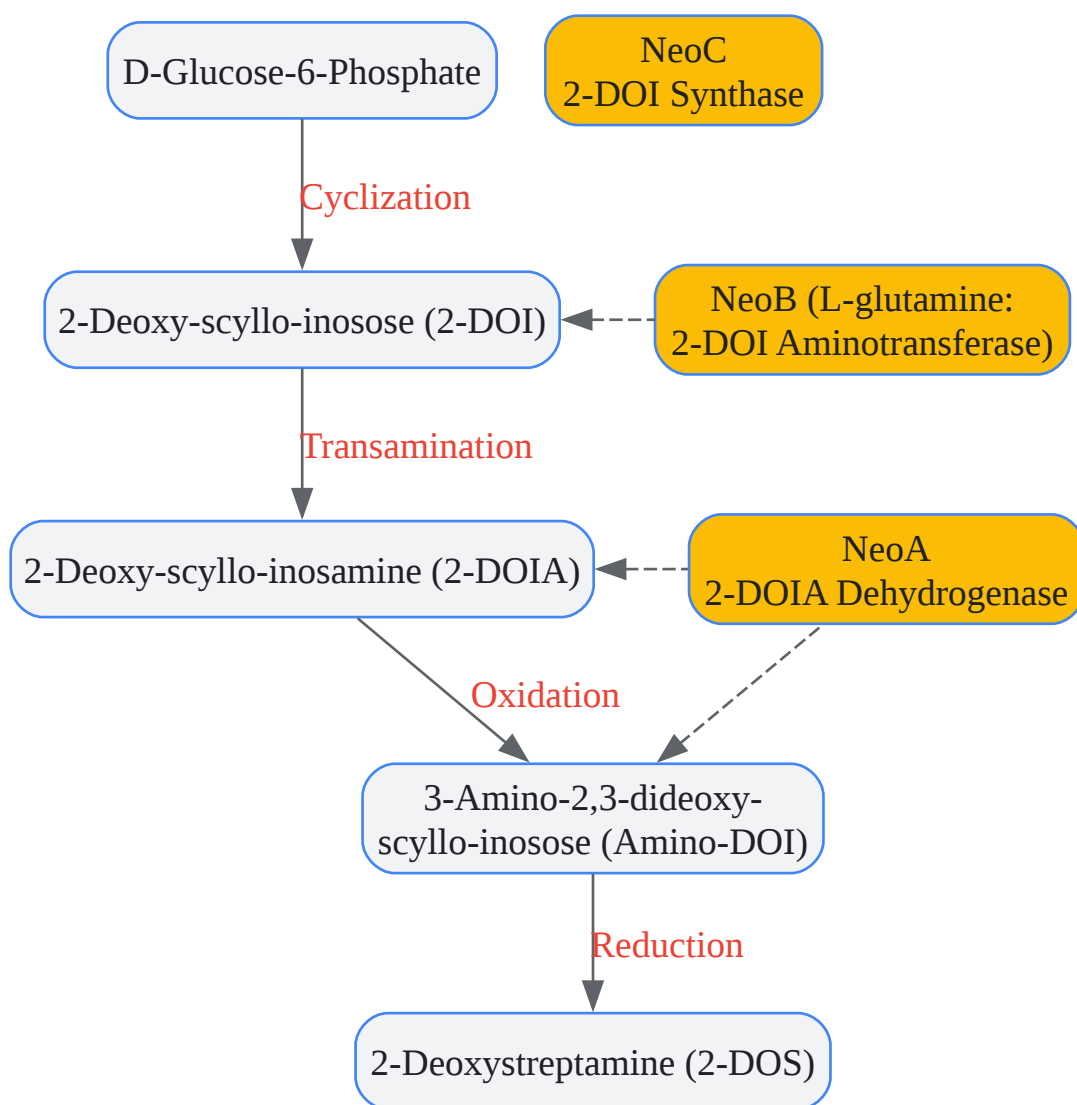 D-Glucose-6-Phosphate
NeoC
2-DOI Synthase
Cyclization
2-Deoxy-scyllo-inosose (2-DOI)
NeoB (L-glutamine:
2-DOI Aminotransferase)
Transamination
2-Deoxy-scyllo-inosamine (2-DOIA)
NeoA
2-DOIA Dehydrogenase
Oxidation
3-Amino-2,3-dideoxy-
scyllo-inosose (Amino-DOI)
Reduction
2-Deoxystreptamine (2-DOS)